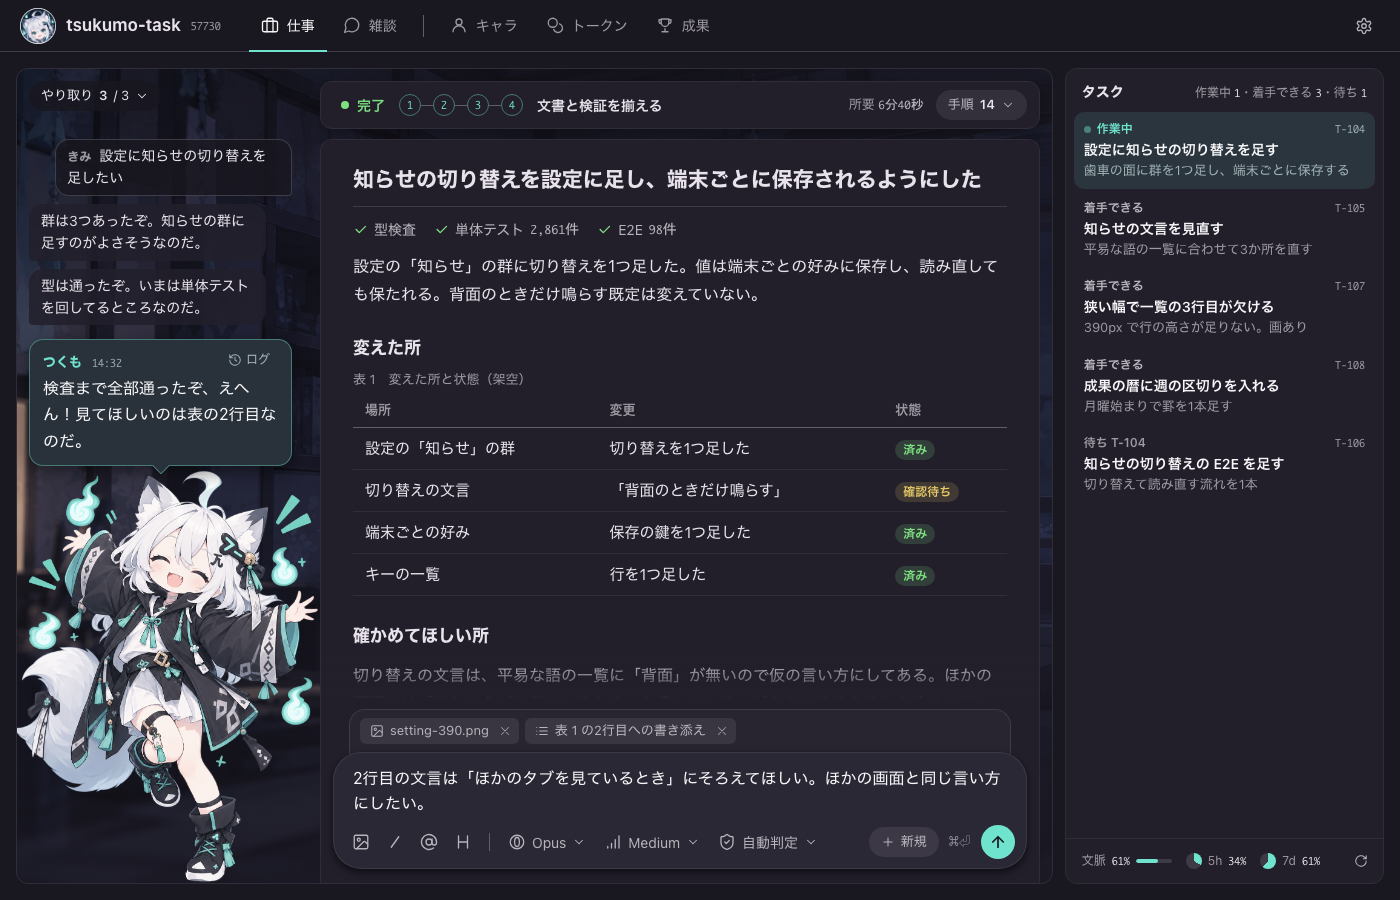 tsukumo-task 57730 仕事 雑談 キャラ トークン 成果
やり取り 3 / 3
きみ 設定に知らせの切り替えを
足したい
群は3つあったぞ。知らせの群に
足すのがよさそうなのだ。
型は通ったぞ。いまは単体テスト
を回してるところなのだ。
つくも 14:32 ログ
検査まで全部通ったぞ、えへ
ん！見てほしいのは表の2行目な
のだ。
完了 1 2 3 4 文書と検証を揃える 所要 6分40秒 手順 14
知らせの切り替えを設定に足し、端末ごとに保存されるようにした
型検査 単体テスト 2,861件 E2E 98件
設定の「知らせ」の群に切り替えを1つ足した。値は端末ごとの好みに保存し、読み直して
も保たれる。背面のときだけ鳴らす既定は変えていない。
変えた所
表 1 変えた所と状態（架空）
場所 変更 状態
設定の「知らせ」の群 切り替えを1つ足した 済み
切り替えの文言 「背面のときだけ鳴らす」 確認待ち
端末ごとの好み 保存の鍵を1つ足した 済み
キーの一覧 行を1つ足した 済み
確かめてほしい所
切り替えの文言は、平易な語の一覧に「背面」が無いので仮の言い方にしてある。ほかの
setting-390.png 表 1 の2行目への書き添え
2行目の文言は「ほかのタブを見ているとき」にそろえてほしい。ほかの画面と同じ言い方
にしたい。
Opus Medium 自動判定 新規 ⌘⏎
タスク 作業中 1・着手できる 3・待ち 1
作業中 T-104
設定に知らせの切り替えを足す
歯車の面に群を1つ足し、端末ごとに保存する
着手できる T-105
知らせの文言を見直す
平易な語の一覧に合わせて3か所を直す
着手できる T-107
狭い幅で一覧の3行目が欠ける
390px で行の高さが足りない。画あり
着手できる T-108
成果の暦に週の区切りを入れる
月曜始まりで罫を1本足す
待ち T-104 T-106
知らせの切り替えの E2E を足す
切り替えて読み直す流れを1本
文脈 61% 5h 34% 7d 61%